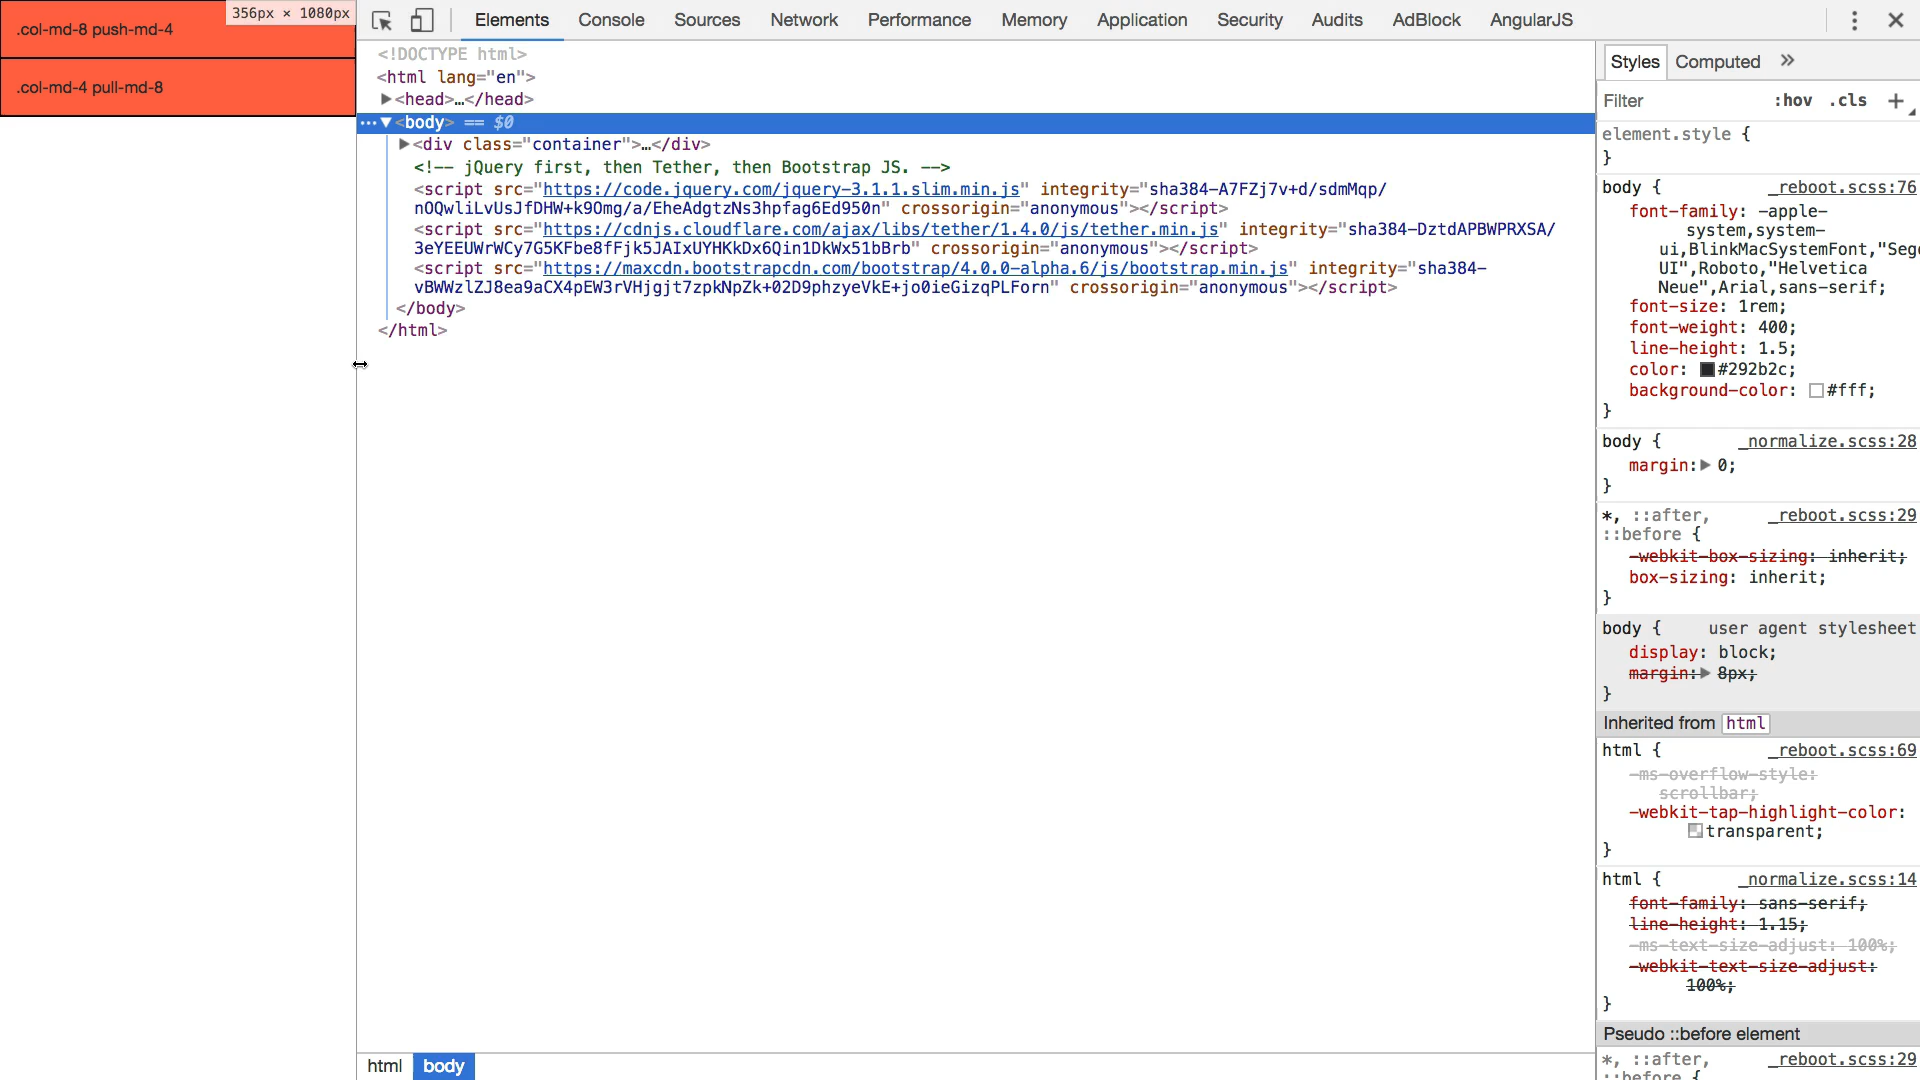 .col-md-8 push-md-4
356px × 1080px
.col-md-4 pull-md-8
Elements Console Sources Network Performance Memory Application Security Audits AdBlock AngularJS
<!DOCTYPE html>
<html lang="en">
<head>…</head>
… <body> == $0
<div class="container">…</div>
<!-- jQuery first, then Tether, then Bootstrap JS. -->
<script src="https://code.jquery.com/jquery-3.1.1.slim.min.js" integrity="sha384-A7FZj7v+d/sdmMqp/
nOQwliLvUsJfDHW+k9Omg/a/EheAdgtzNs3hpfag6Ed950n" crossorigin="anonymous"></script>
<script src="https://cdnjs.cloudflare.com/ajax/libs/tether/1.4.0/js/tether.min.js" integrity="sha384-DztdAPBWPRXSA/
3eYEEUWrWCy7G5KFbe8fFjk5JAIxUYHKkDx6Qin1DkWx51bBrb" crossorigin="anonymous"></script>
<script src="https://maxcdn.bootstrapcdn.com/bootstrap/4.0.0-alpha.6/js/bootstrap.min.js" integrity="sha384-
vBWWzlZJ8ea9aCX4pEW3rVHjgjt7zpkNpZk+02D9phzyeVkE+jo0ieGizqPLForn" crossorigin="anonymous"></script>
</body>
</html>
html body
Styles Computed »
Filter :hov .cls +
element.style {
}
body { _reboot.scss:76
font-family: -apple-
system,system-
ui,BlinkMacSystemFont,"Sego
UI",Roboto,"Helvetica
Neue",Arial,sans-serif;
font-size: 1rem;
font-weight: 400;
line-height: 1.5;
color: #292b2c;
background-color: #fff;
}
body { _normalize.scss:28
margin: 0;
}
*, ::after, _reboot.scss:29
::before {
-webkit-box-sizing: inherit;
box-sizing: inherit;
}
body { user agent stylesheet
display: block;
margin: 8px;
}
Inherited from html
html { _reboot.scss:69
-ms-overflow-style:
scrollbar;
-webkit-tap-highlight-color:
transparent;
}
html { _normalize.scss:14
font-family: sans-serif;
line-height: 1.15;
-ms-text-size-adjust: 100%;
-webkit-text-size-adjust:
100%;
}
Pseudo ::before element
*, ::after, _reboot.scss:29
::before {